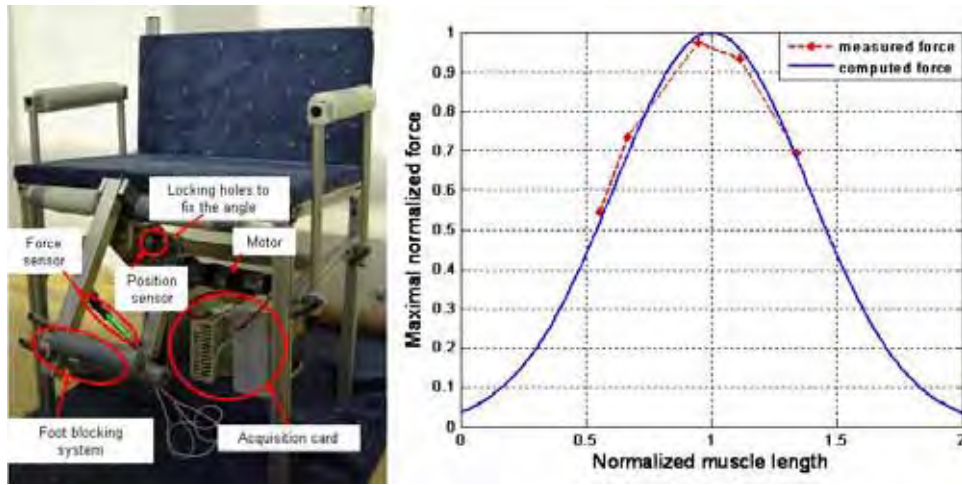 Locking holes to
fix the angle
Force
sensor
Motor
Position
sensor
Foot blocking
system
Acquisition card
measured force
computed force
Maximal normalized force
1
0.9
0.8
0.7
0.6
0.5
0.4
0.3
0.2
0.1
0
0
0.5
1
1.5
2
Normalized muscle length